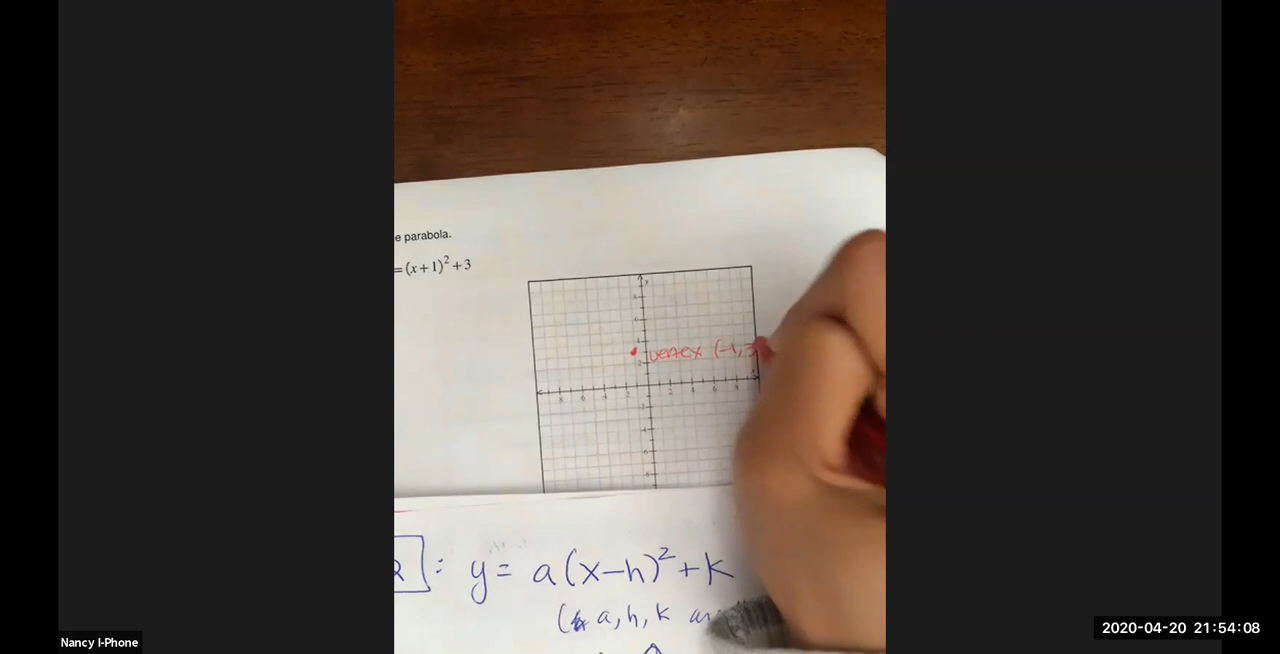 e parabola.
=(x+1)²+3
y
vertex (-1,3
: y = a(x-h)²+k
a, h, k
Nancy I-Phone
2020-04-20 21:54:08